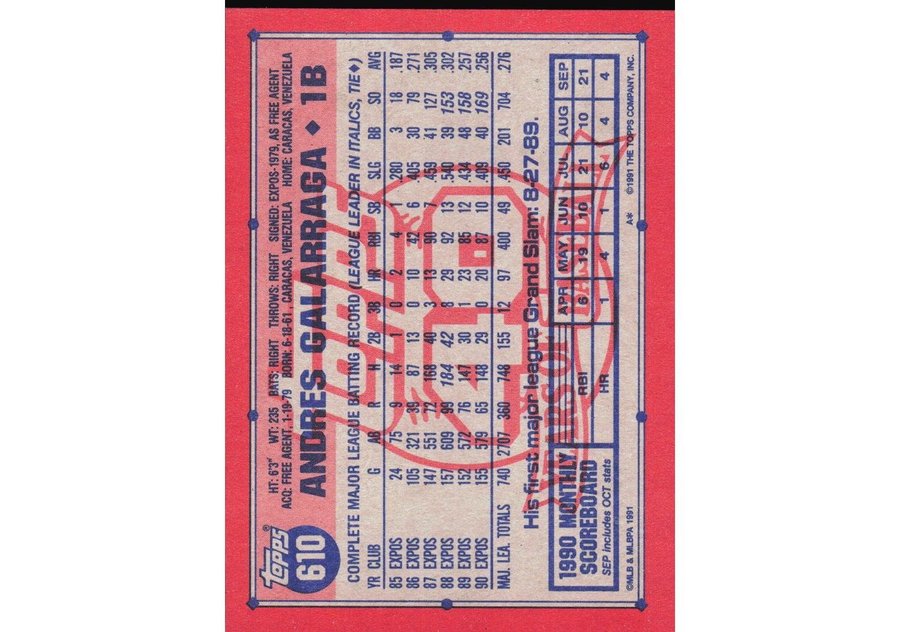 topps®
610
HT: 6'3" WT: 235 BATS: RIGHT THROWS: RIGHT SIGNED: EXPOS-1979, AS FREE AGENT
ACQ: FREE AGENT, 1-19-79 BORN: 6-18-61, CARACAS, VENEZUELA HOME: CARACAS, VENEZUELA
ANDRES GALARRAGA ♦ 1B
COMPLETE MAJOR LEAGUE BATTING RECORD (LEAGUE LEADER IN ITALICS, TIE♦)
YR CLUB G AB R H 2B 3B HR RBI SB SLG BB SO AVG
85 EXPOS 24 75 9 14 1 0 2 4 1 .280 3 18 .187
86 EXPOS 105 321 39 87 13 0 10 42 6 .405 30 79 .271
87 EXPOS 147 551 72 168 40 3 13 90 7 .459 41 127 .305
88 EXPOS 157 609 99 184 42 8 29 92 13 .540 39 153 .302
89 EXPOS 152 572 76 147 30 1 23 85 12 .434 48 158 .257
90 EXPOS 155 579 65 148 29 0 20 87 10 .409 40 169 .256
MAJ. LEA. TOTALS 740 2707 360 748 155 12 97 400 49 .450 201 704 .276
His first major league Grand Slam: 8-27-89.
1990 MONTHLY
SCOREBOARD
SEP includes OCT stats
APR MAY JUN JUL AUG SEP
RBI 6 19 10 21 10 21
HR 1 4 1 6 4 4
40
YEARS OF BASEBALL
©MLB & MLBPA 1991
A* ©1991 THE TOPPS COMPANY, INC.